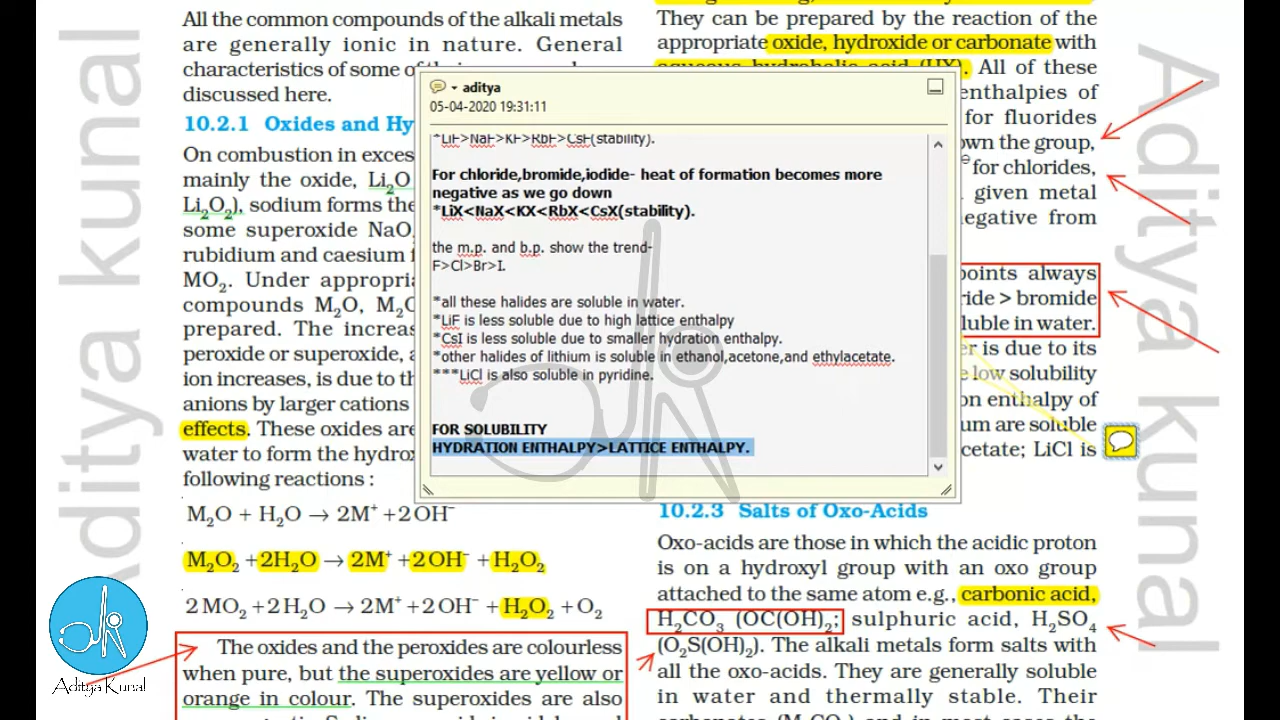 All the common compounds of the alkali metals
are generally ionic in nature. General
characteristics of some of
discussed here.
10.2.1 Oxides and Hy
On combustion in exces
mainly the oxide, Li₂O
Li₂O₂), sodium forms the
some superoxide NaO
rubidium and caesium f
MO₂. Under appropria
compounds M₂O, M₂O
prepared. The increas
peroxide or superoxide, a
ion increases, is due to th
anions by larger cations
effects. These oxides are
water to form the hydrox
following reactions :
M₂O + H₂O → 2M⁺ +2OH⁻
M₂O₂ +2H₂O → 2M⁺ +2OH⁻ +H₂O₂
2MO₂+2H₂O → 2M⁺ +2OH⁻ +H₂O₂ +O₂
The oxides and the peroxides are colourless
when pure, but the superoxides are yellow or
orange in colour. The superoxides are also
aditya
05-04-2020 19:31:11
*LiF>NaF>KF>RbF>CsF(stability).
For chloride,bromide,iodide- heat of formation becomes more
negative as we go down
*LiX<NaX<KX<RbX<CsX(stability).
the m.p. and b.p. show the trend-
F>Cl>Br>I.
*all these halides are soluble in water.
*LiF is less soluble due to high lattice enthalpy
*CsI is less soluble due to smaller hydration enthalpy.
*other halides of lithium is soluble in ethanol,acetone,and ethylacetate.
***LiCl is also soluble in pyridine.
FOR SOLUBILITY
HYDRATION ENTHALPY>LATTICE ENTHALPY.
They can be prepared by the reaction of the
appropriate oxide, hydroxide or carbonate with
aqueous hydrohalic acid (HX). All of these
enthalpies of
for fluorides
own the group,
for chlorides,
given metal
egative from
points always
ride > bromide
luble in water.
er is due to its
e low solubility
on enthalpy of
um are soluble
cetate; LiCl is
10.2.3 Salts of Oxo-Acids
Oxo-acids are those in which the acidic proton
is on a hydroxyl group with an oxo group
attached to the same atom e.g., carbonic acid,
H₂CO₃ (OC(OH)₂; sulphuric acid, H₂SO₄
(O₂S(OH)₂). The alkali metals form salts with
all the oxo-acids. They are generally soluble
in water and thermally stable. Their
Aditya kunal
Aditya Kunal
Aditya Kunal